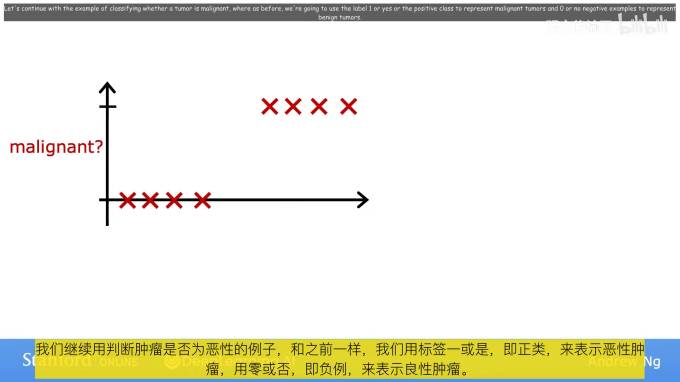 Let's continue with the example of classifying whether a tumor is malignant, where as before, we're going to use the label 1 or yes or the positive class to represent malignant tumors and 0 or no negative examples to represent
benign tumors.
bilibili
malignant?
我们继续用判断肿瘤是否为恶性的例子，和之前一样，我们用标签一或是，即正类，来表示恶性肿
瘤，用零或否，即负例，来表示良性肿瘤。
Stanford ONLINE
Andrew Ng